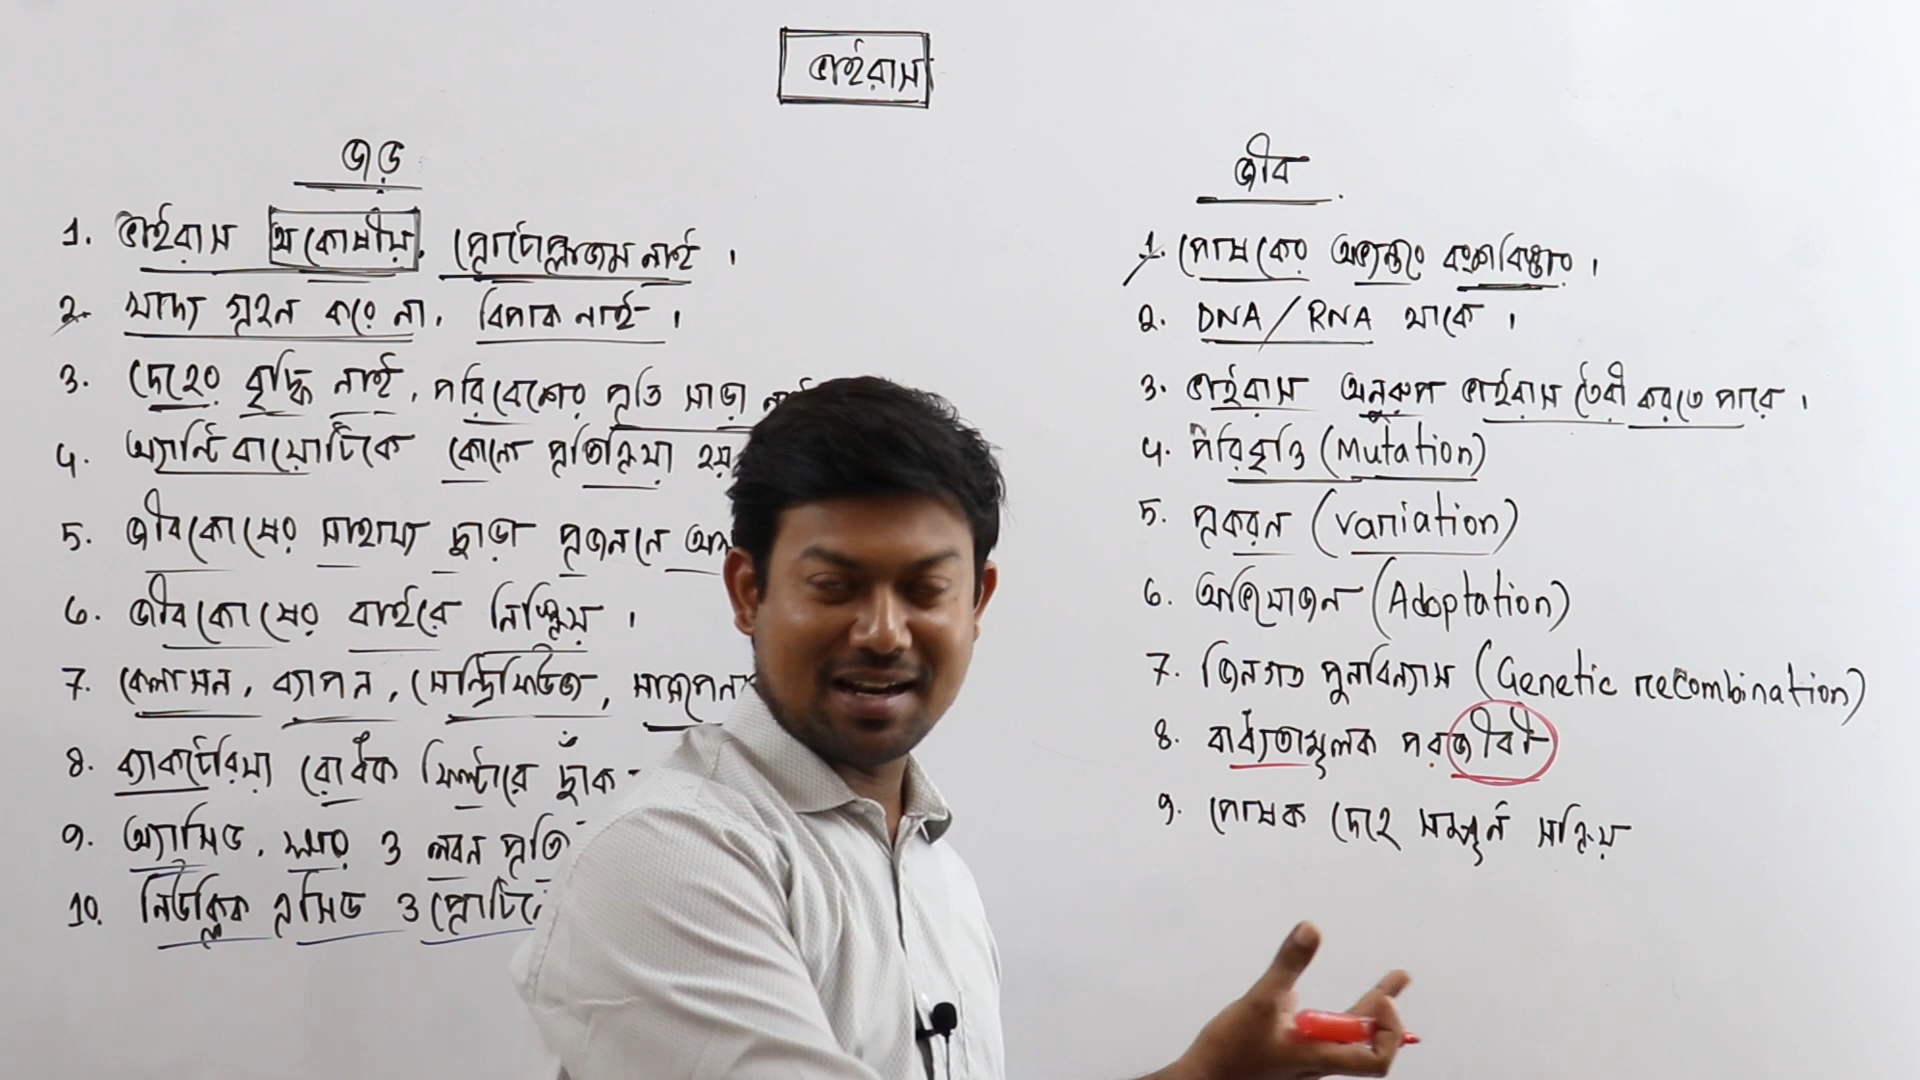 ভাইরাস
জড়
1. ভাইরাস অকোষীয়, প্রোটোপ্লাজম নাই ।
2. খাদ্য গ্রহন করে না, বিপাক নাই ।
3. দেহের বৃদ্ধি নাই, পরিবেশের প্রতি সাড়া
4. অ্যান্টিবায়োটিকে কোনো প্রতিক্রিয়া হয়
5. জীবকোষের সাহায্য ছাড়া প্রজননে
6. জীবকোষের বাইরে নিষ্ক্রিয় ।
7. কেলাসন, ব্যাপন, সেন্ট্রিফিউজ,
8. ব্যাকটেরিয়া রোধক ফিল্টারে
9. অ্যাসিড, ক্ষার ও লবন
10. নিউক্লিক এসিড ও
জীব
1. পোষকের অভ্যন্তরে বংশবিস্তার ।
2. DNA / RNA থাকে ।
3. ভাইরাস অনুরুপ ভাইরাস তৈরী করতে পারে ।
4. পরিবৃত্তি (Mutation)
5. প্রকরন (variation)
6. অভিযোজন (Adoptation)
7. জিনগত পুনর্বিন্যাস (Genetic recombination)
8. বাধ্যতামূলক পরজীবী
9. পোষক দেহে সম্পূর্ন সক্রিয়